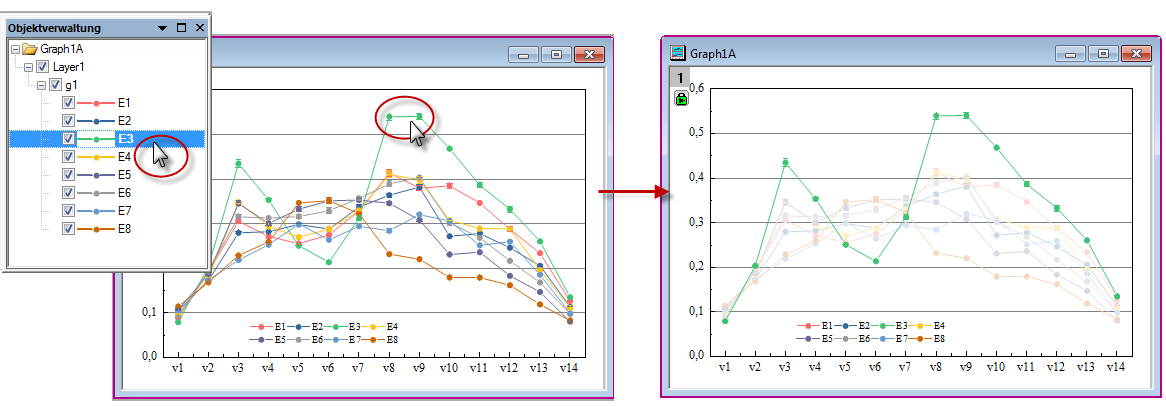 Objektverwaltung
Graph1A
Layer1
g1
E1
E2
E3
E4
E5
E6
E7
E8
0,1
0,0
v1 v2 v3 v4 v5 v6 v7 v8 v9 v10 v11 v12 v13 v14
E1 E2 E3 E4
E5 E6 E7 E8
Graph1A
1
0,6
0,5
0,4
0,3
0,2
0,1
0,0
v1 v2 v3 v4 v5 v6 v7 v8 v9 v10 v11 v12 v13 v14
E1 E2 E3 E4
E5 E6 E7 E8